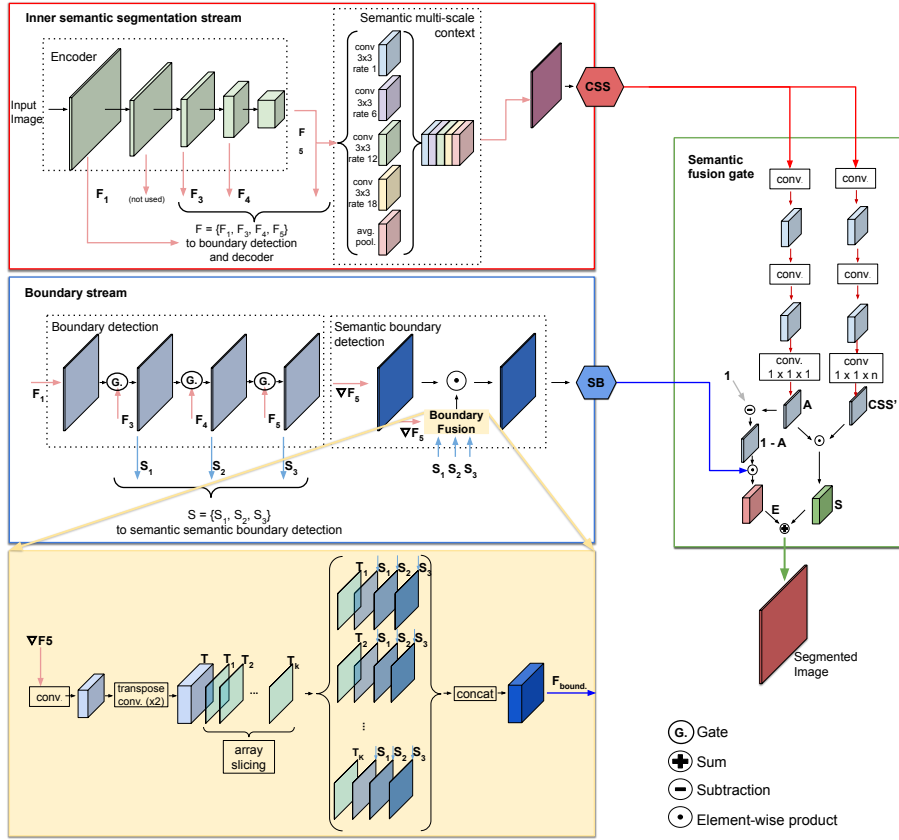 Inner semantic segmentation stream
Encoder
Input
Image
F1
(not used)
F3
F4
F
5
F = {F1, F3, F4, F5}
to boundary detection
and decoder
Semantic multi-scale
context
conv
3x3
rate 1
conv
3x3
rate 6
conv
3x3
rate 12
conv
3x3
rate 18
avg.
pool.
CSS
Semantic
fusion gate
conv.
conv.
conv.
conv.
conv.
1 x 1 x 1
conv
1 x 1 x n
1
A
CSS'
1 - A
E
S
Segmented
Image
Boundary stream
Boundary detection
F1
G.
G.
G.
F3
F4
F5
S1
S2
S3
S = {S1, S2, S3}
to semantic semantic boundary detection
Semantic boundary
detection
∇F5
∇F5
Boundary
Fusion
S1 S2 S3
SB
∇F5
conv.
transpose
conv. (x2)
T
T1
T2
...
Tk
array
slicing
T1 S1 S2 S3
T2 S1 S2 S3
...
TK S1 S2 S3
concat
Fbound.
G. Gate
Sum
Subtraction
Element-wise product